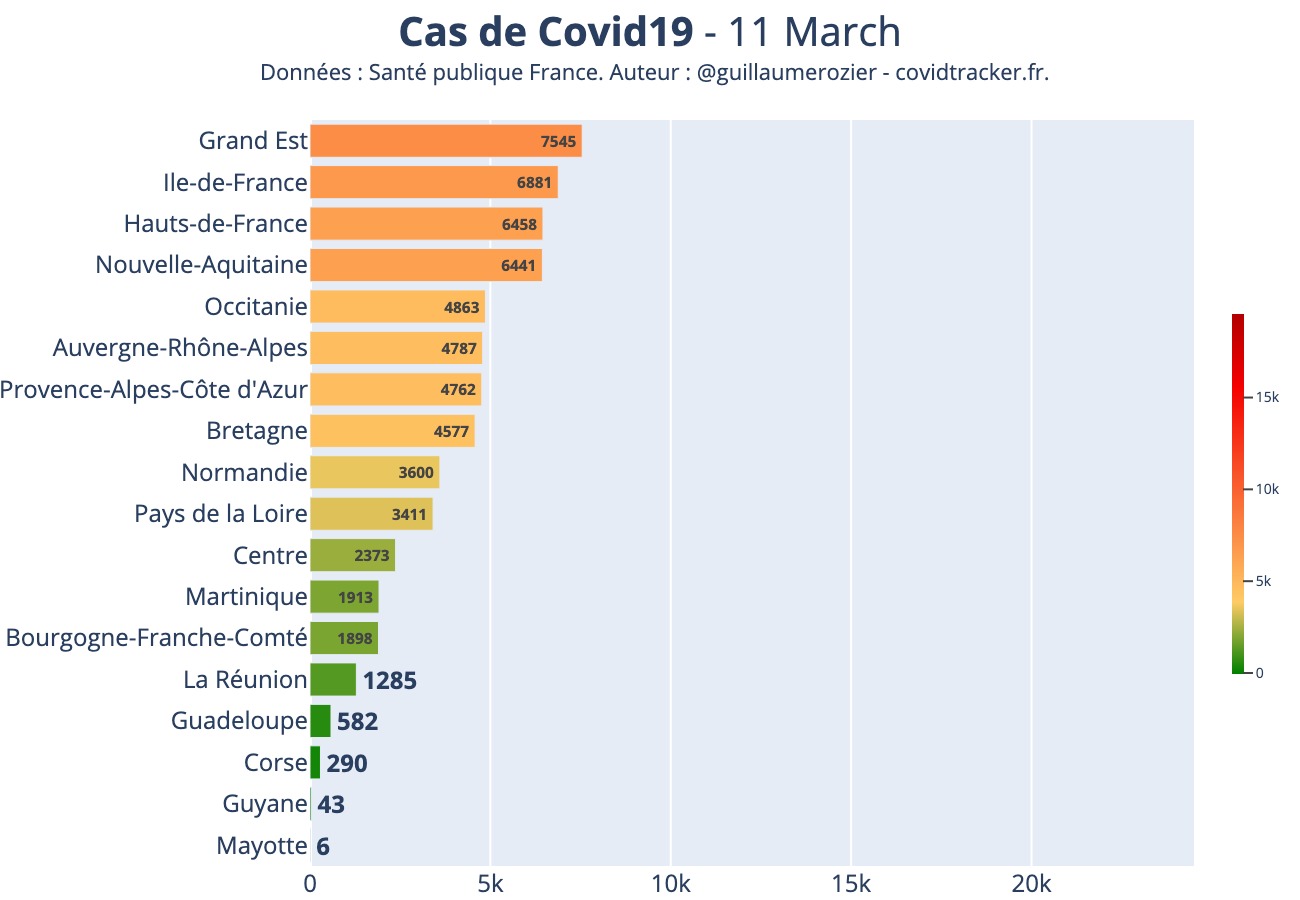 Cas de Covid19 - 11 March
Données : Santé publique France. Auteur : @guillaumerozier - covidtracker.fr.
Grand Est 7545
Ile-de-France 6881
Hauts-de-France 6458
Nouvelle-Aquitaine 6441
Occitanie 4863
Auvergne-Rhône-Alpes 4787
Provence-Alpes-Côte d'Azur 4762
Bretagne 4577
Normandie 3600
Pays de la Loire 3411
Centre 2373
Martinique 1913
Bourgogne-Franche-Comté 1898
La Réunion 1285
Guadeloupe 582
Corse 290
Guyane 43
Mayotte 6
0 5k 10k 15k 20k
15k
10k
5k
0